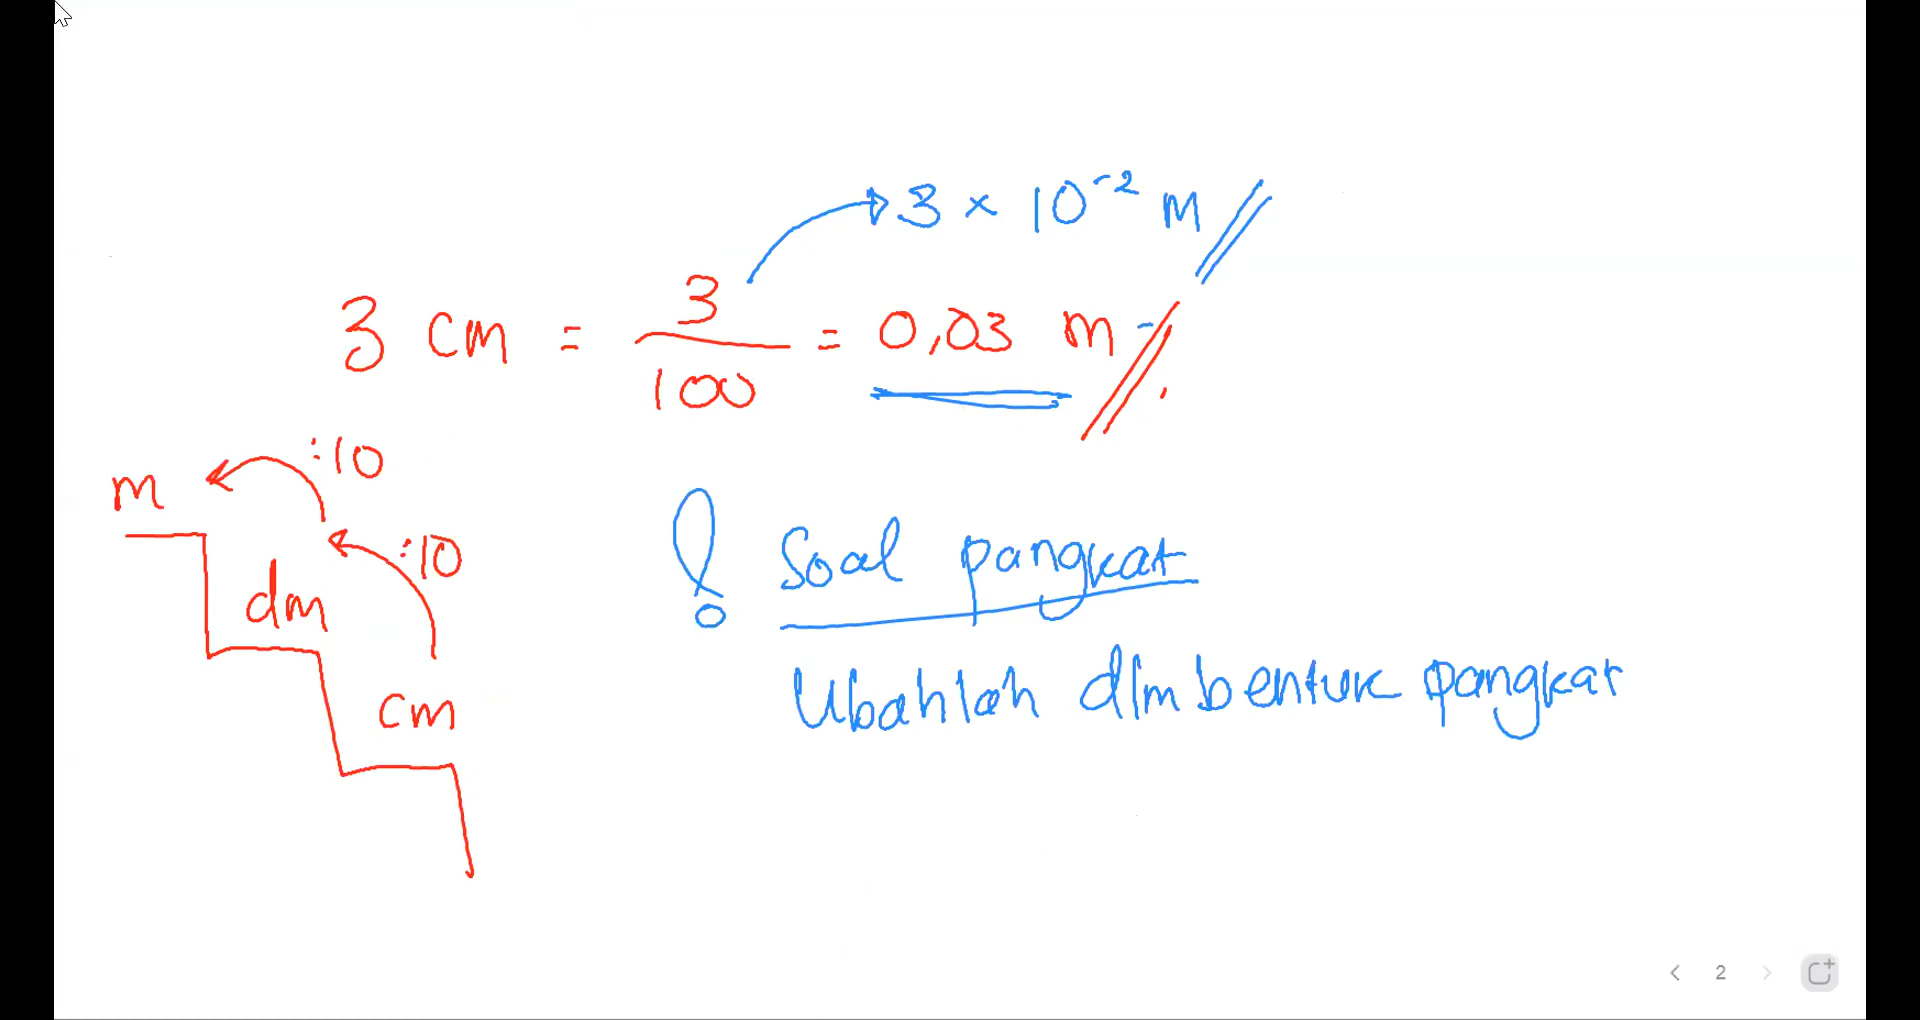 3 × 10⁻² m
3 cm = 3/100 = 0,03 m
:10
m
:10
dm
cm
! Soal pangkat
Ubahlah dlm bentuk pangkat
2